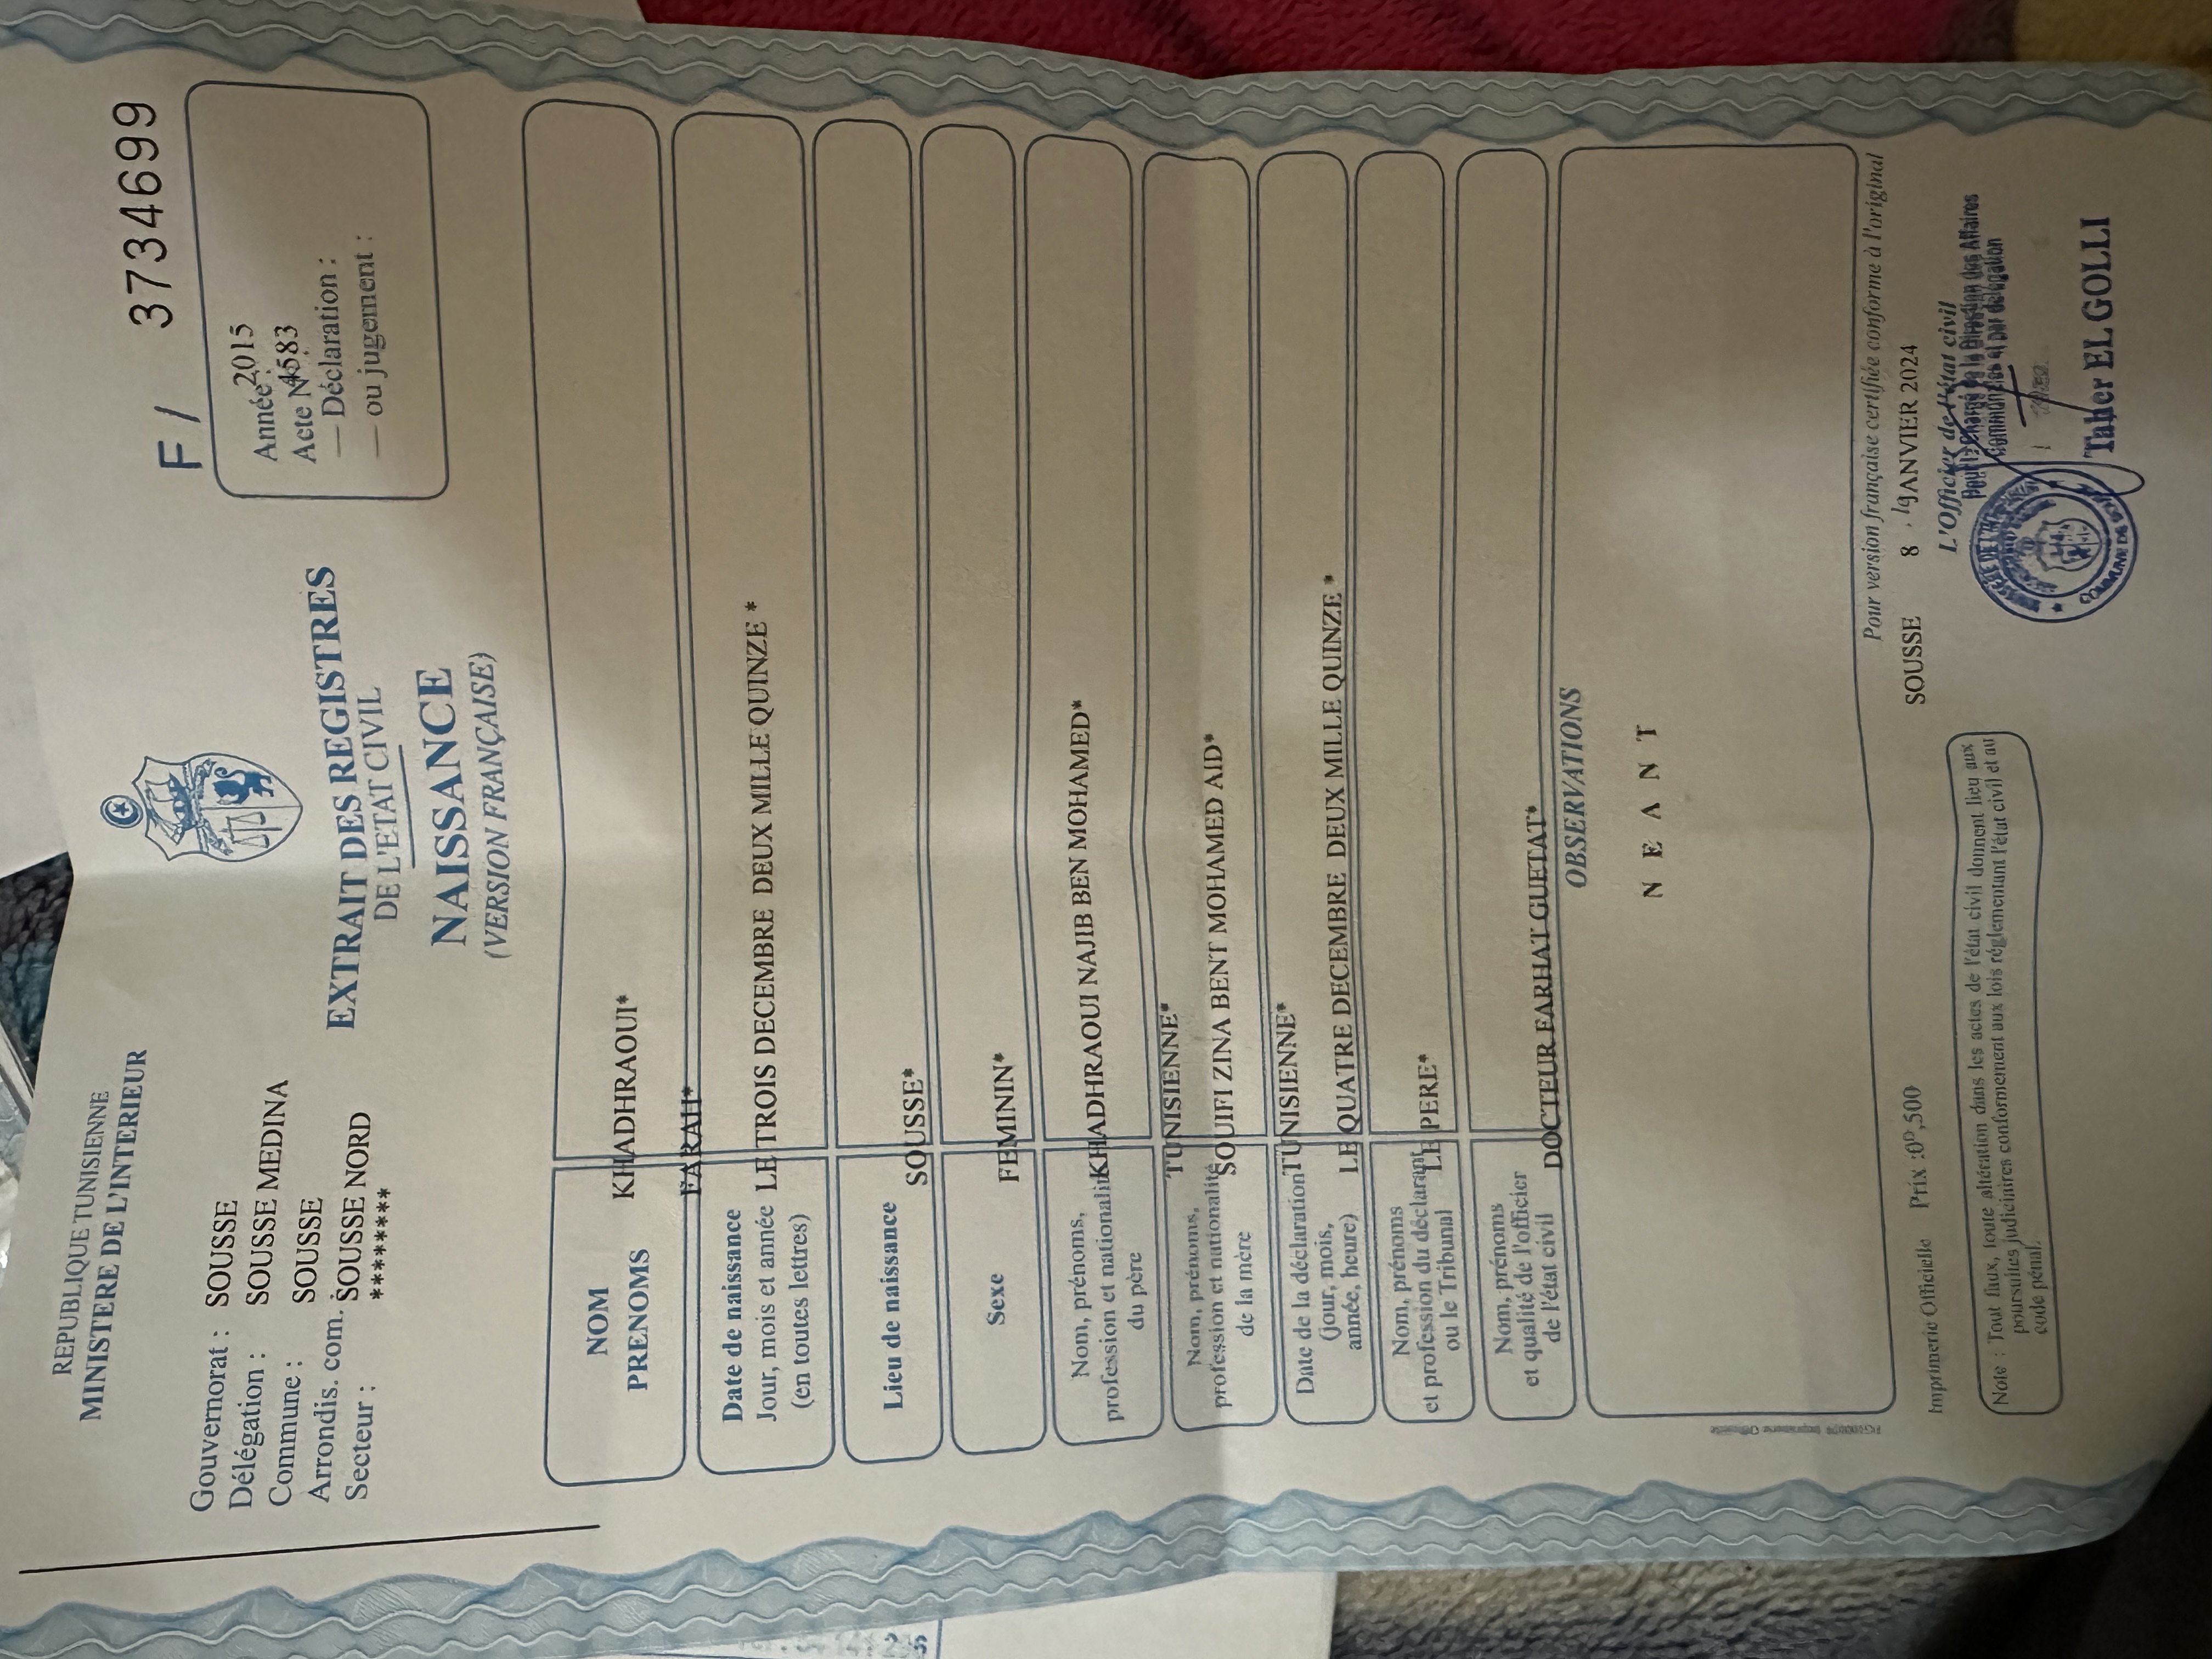 REPUBLIQUE TUNISIENNE
MINISTERE DE L'INTERIEUR
F / 3734699
Gouvernorat : SOUSSE
Délégation : SOUSSE MEDINA
Commune : SOUSSE
Arrondis. com. : SOUSSE NORD
Secteur : ********
EXTRAIT DES REGISTRES
DE L'ETAT CIVIL
NAISSANCE
(VERSION FRANÇAISE)
Année : 2015
Acte N° 4583
— Déclaration :
— ou jugement :
NOM
KHADHRAOUI*
PRENOMS
FARAH*
Date de naissance
Jour, mois et année
(en toutes lettres)
LE TROIS DECEMBRE DEUX MILLE QUINZE *
Lieu de naissance
SOUSSE*
Sexe
FEMININ*
Nom, prénoms,
profession et nationalité
du père
KHADHRAOUI NAJIB BEN MOHAMED*
TUNISIENNE*
Nom, prénoms,
profession et nationalité
de la mère
SOUIFI ZINA BENT MOHAMED AID*
TUNISIENNE*
Date de la déclaration
(jour, mois,
année, heure)
LE QUATRE DECEMBRE DEUX MILLE QUINZE *
Nom, prénoms
et profession du déclarant
ou le Tribunal
LE PERE*
Nom, prénoms
et qualité de l'officier
de l'état civil
DOCTEUR FARHAT GUETAT*
OBSERVATIONS
N E A N T
Pour version française certifiée conforme à l'original
Imprimerie Officielle Prix :0D,500
SOUSSE 8 JANVIER 2024
L'Officier de l'état civil
de la Direction des Affaires
et par délégation
Taher EL GOLLI
Note : Tout faux, toute altération dans les actes de l'état civil donnent lieu aux
poursuites judiciaires conformément aux lois réglementant l'état civil et au
code pénal.